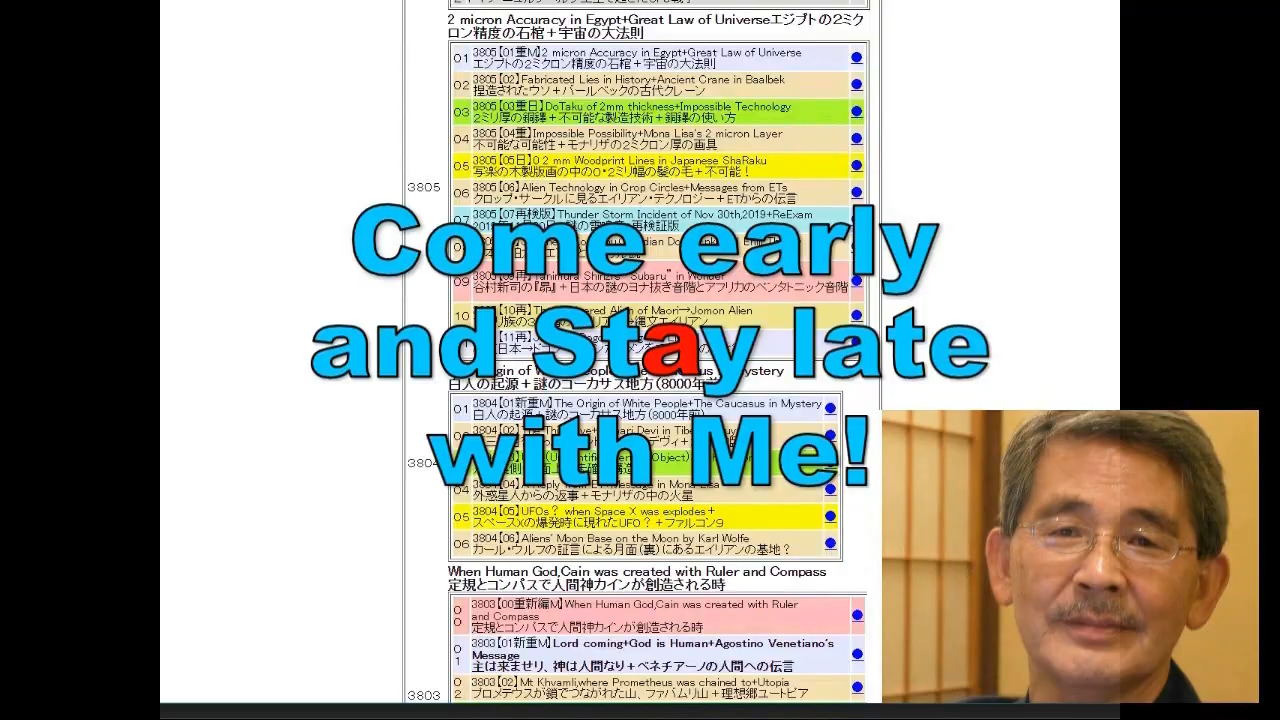 2 micron Accuracy in Egypt+Great Law of Universeエジプトの2ミク
ロン精度の石棺＋宇宙の大法則
3805
01 3805【01重M】2 micron Accuracy in Egypt+Great Law of Universe
エジプトの2ミクロン精度の石棺＋宇宙の大法則
02 3805【02】Fabricated Lies in History+Ancient Crane in Baalbek
捏造されたウソ＋バールベックの古代クレーン
03 3805【03重日】DoTaku of 2mm thickness+Impossible Technology
2ミリ厚の銅鐸＋不可能な製造技術＋銅鐸の使い方
04 3805【04重】Impossible Possibility+Mona Lisa's 2 micron Layer
不可能な可能性＋モナリザの2ミクロン厚の画具
05 3805【05日】0.2 mm Woodprint Lines in Japanese ShaRaku
写楽の木製版画の中の0・2ミリ幅の髪の毛＋不可能！
06 3805【06】Alien Technology in Crop Circles+Messages from ETs
クロップ・サークルに見るエイリアン・テクノロジー＋ETからの伝言
3805【07再検版】Thunder Storm Incident of Nov 30th,2019+ReExam
再検証版
09
谷村新司の『昴』＋日本の謎のヨナ抜き音階とアフリカのペンタトニック音階
10 Alien of Maori→Jomon Alien
Come early
and Stay late
with Me!
白人の起源＋謎のコーカサス地方（8000年前
3804
01 3804【01新重M】The Origin of White People+The Caucasus in Mystery
白人の起源＋謎のコーカサス地方（8000年前）
04
外惑星人からの返事＋モナリザの中の火星
05 3804【05】UFOs？ when Space X was explodes＋
スペースXの爆発時に現れたUFO？＋ファルコン9
06 3804【06】Aliens' Moon Base on the Moon by Karl Wolfe
カール・ウルフの証言による月面（裏）にあるエイリアンの基地？
When Human God,Cain was created with Ruler and Compass
定規とコンパスで人間神カインが創造される時
3803
00 3803【00重新編M】When Human God,Cain was created with Ruler
and Compass
定規とコンパスで人間神カインが創造される時
01 3803【01新重M】Lord coming+God is Human+Agostino Venetiano's
Message
主は来ませリ、神は人間なり＋ベネチアーノの人間への伝言
02 3803【02】Mt Khvamli,where Prometheus was chained to+Utopia
プロメテウスが鎖でつながれた山、ファバムリ山＋理想郷ユートピア